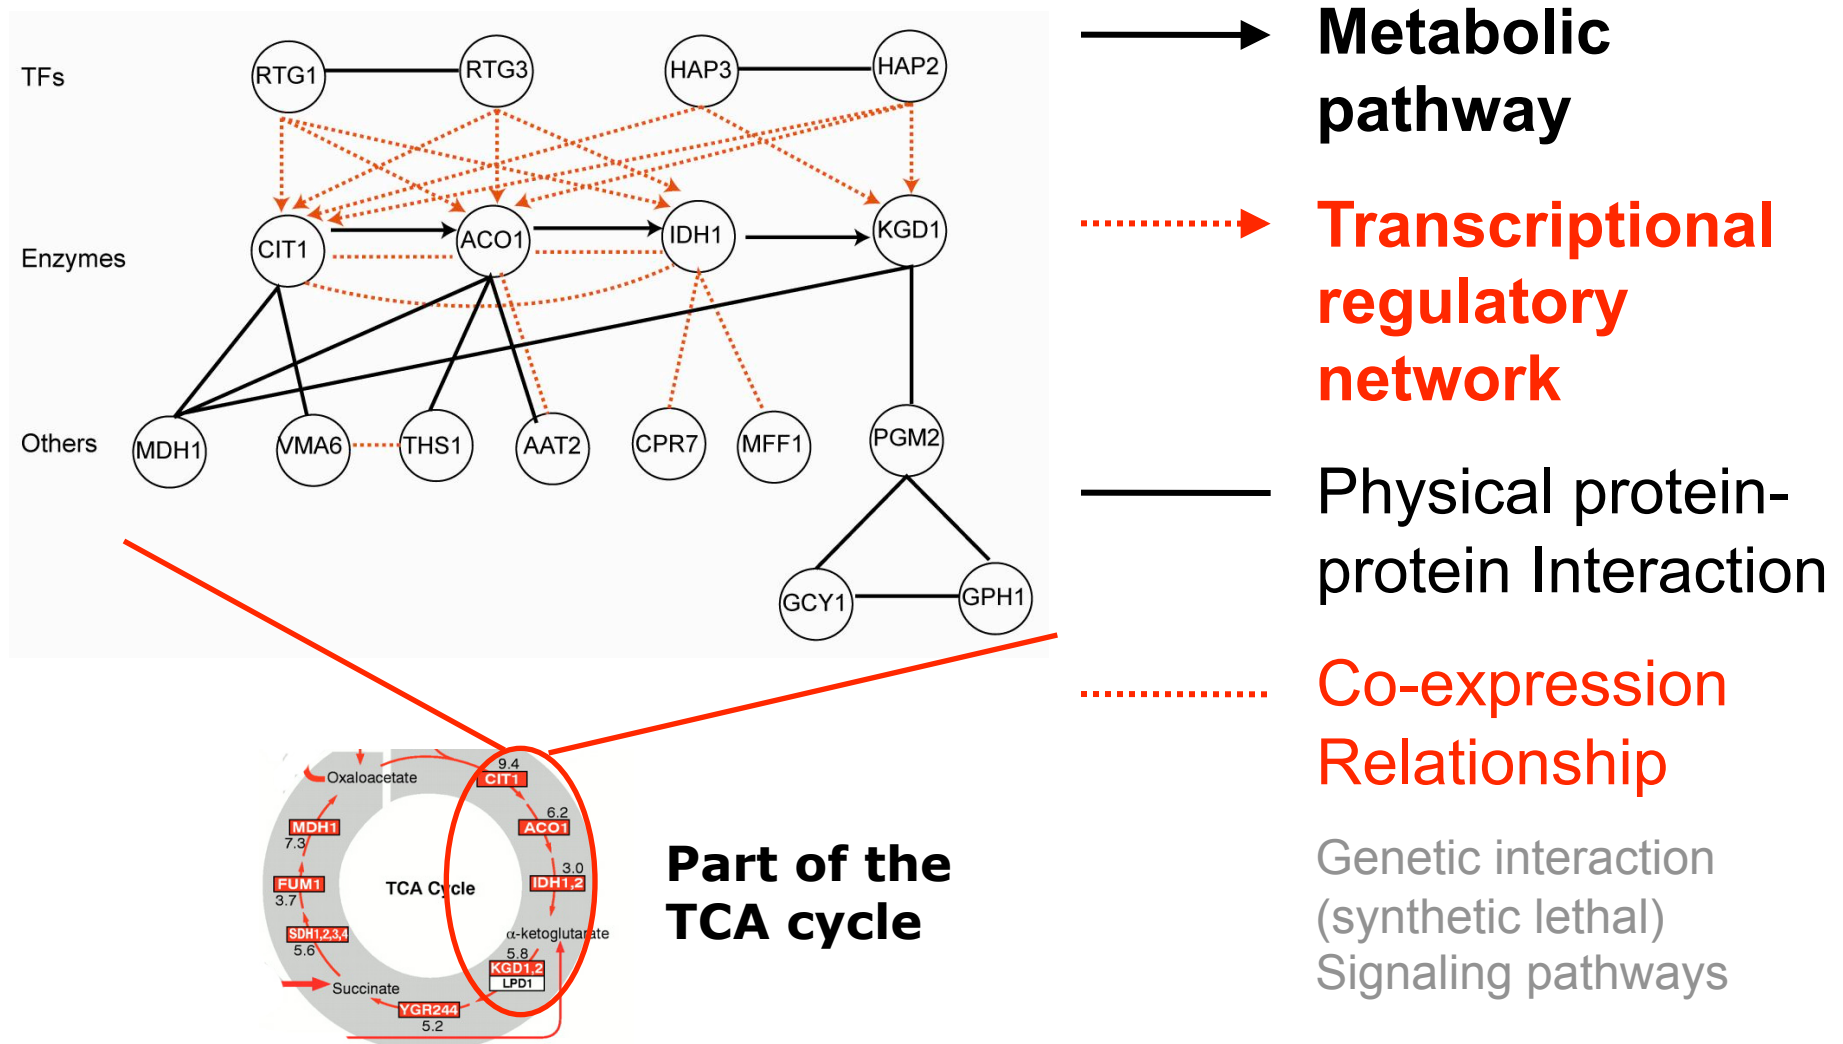 TFs
RTG1
RTG3
HAP3
HAP2
Enzymes
CIT1
ACO1
IDH1
KGD1
Others
MDH1
VMA6
THS1
AAT2
CPR7
MFF1
PGM2
GCY1
GPH1
Metabolic
pathway
Transcriptional
regulatory
network
Physical protein-
protein Interaction
Co-expression
Relationship
Genetic interaction
(synthetic lethal)
Signaling pathways
Oxaloacetate
9.4
CIT1
6.2
ACO1
3.0
IDH1,2
α-ketoglutarate
5.8
KGD1,2
LPD1
YGR244
5.2
Succinate
SDH1,2,3,4
5.6
FUM1
3.7
MDH1
7.3
TCA Cycle
Part of the
TCA cycle